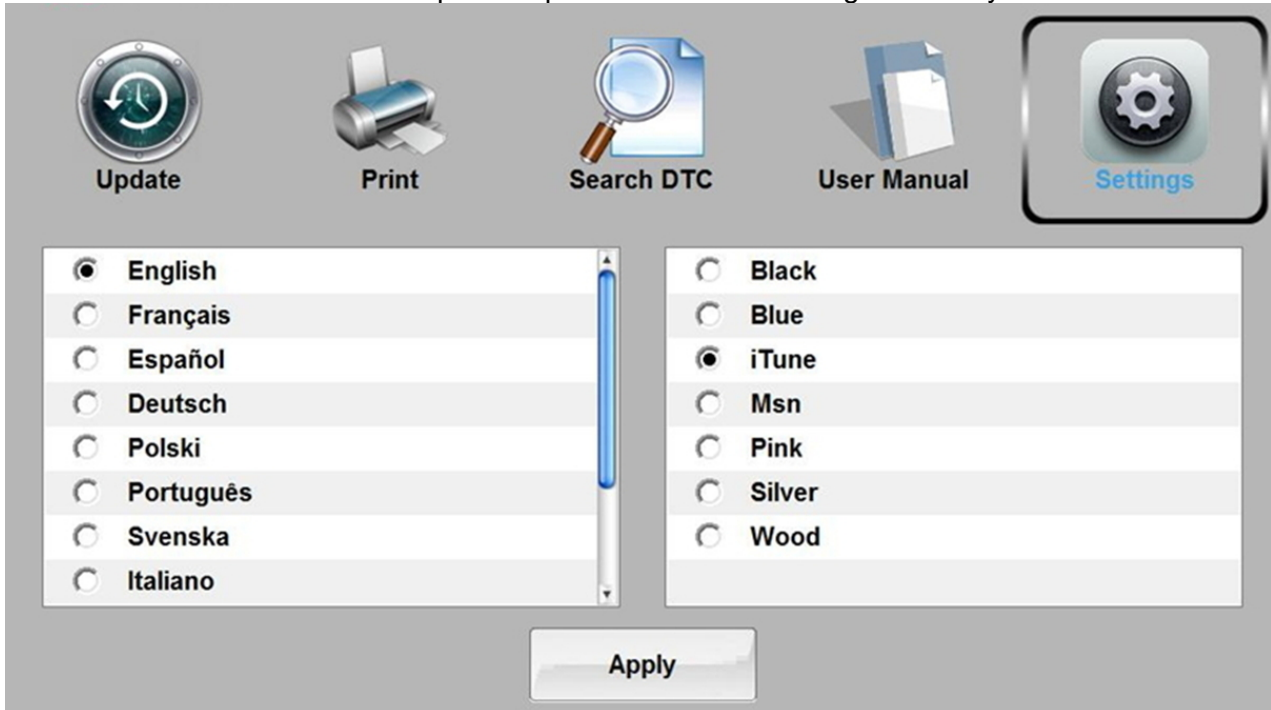 Update
Print
Search DTC
User Manual
Settings
English
Français
Español
Deutsch
Polski
Português
Svenska
Italiano
Black
Blue
iTune
Msn
Pink
Silver
Wood
Apply